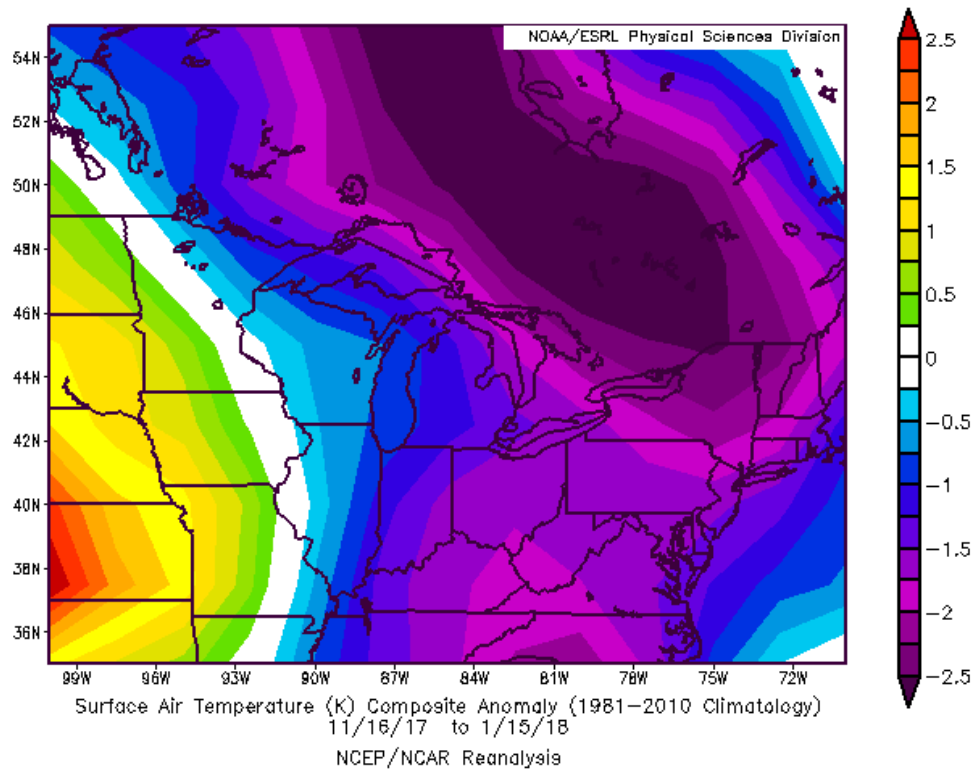 NOAA/ESRL Physical Sciences Division
54N
52N
50N
48N
46N
44N
42N
40N
38N
36N
99W 96W 93W 90W 87W 84W 81W 78W 75W 72W
2.5
2
1.5
1
0.5
0
−0.5
−1
−1.5
−2
−2.5
Surface Air Temperature (K) Composite Anomaly (1981−2010 Climatology)
11/16/17 to 1/15/18
NCEP/NCAR Reanalysis